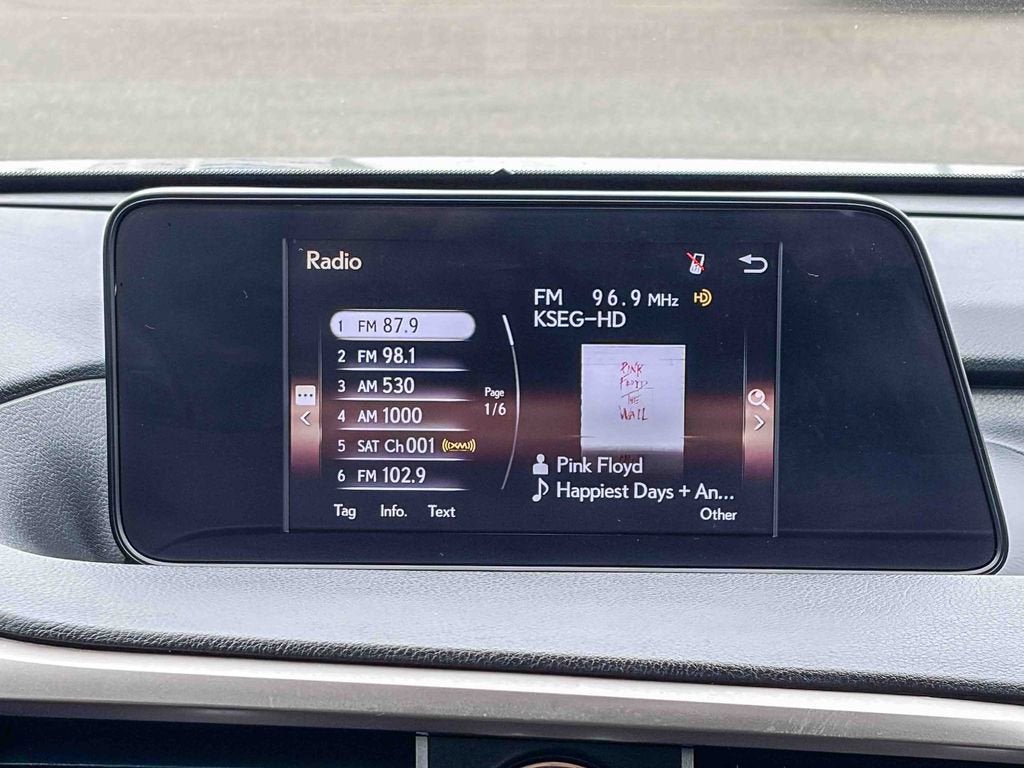 Radio
1 FM 87.9
2 FM 98.1
3 AM 530
4 AM 1000
5 SAT Ch 001 ((XM))
6 FM 102.9
Page
1/6
Tag Info. Text
FM 96.9 MHz HD
KSEG-HD
PINK
FLOYD
THE
WALL
Pink Floyd
Happiest Days + An...
Other